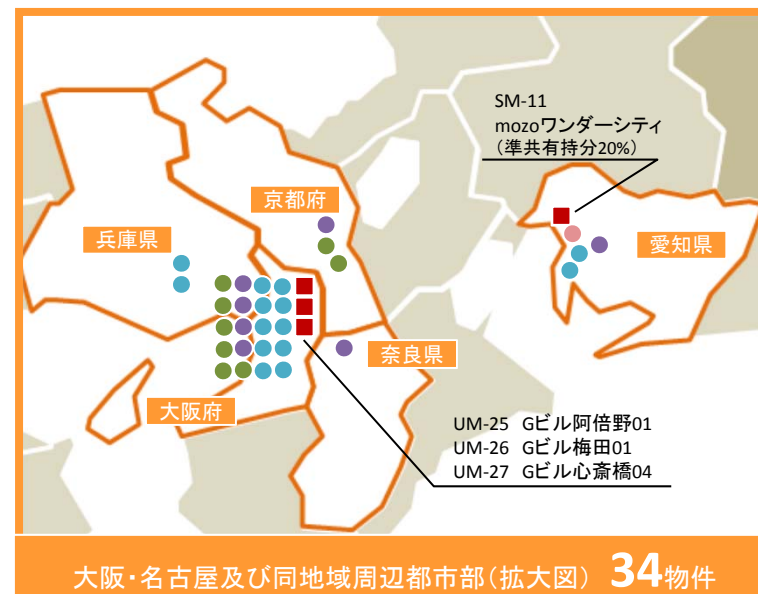 SM-11
mozoワンダーシティ
（準共有持分20%）
京都府
兵庫県
愛知県
奈良県
大阪府
UM-25 Gビル阿倍野01
UM-26 Gビル梅田01
UM-27 Gビル心斎橋04
大阪・名古屋及び同地域周辺都市部（拡大図） 34物件